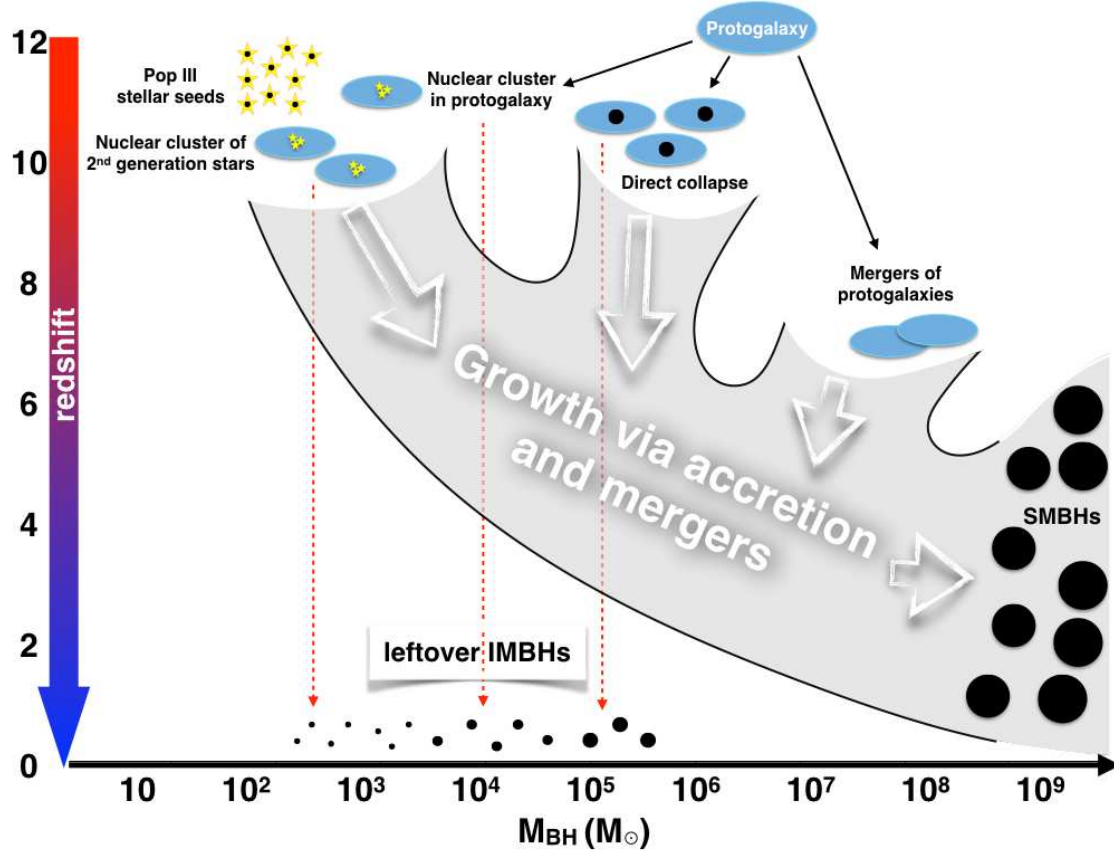 12
10
8
6
4
2
0
redshift
Pop III
stellar seeds
Nuclear cluster of
2nd generation stars
Nuclear cluster
in protogalaxy
Protogalaxy
Direct collapse
Mergers of
protogalaxies
Growth via accretion
and mergers
SMBHs
leftover IMBHs
10 10² 10³ 10⁴ 10⁵ 10⁶ 10⁷ 10⁸ 10⁹
M_BH (M_⊙)